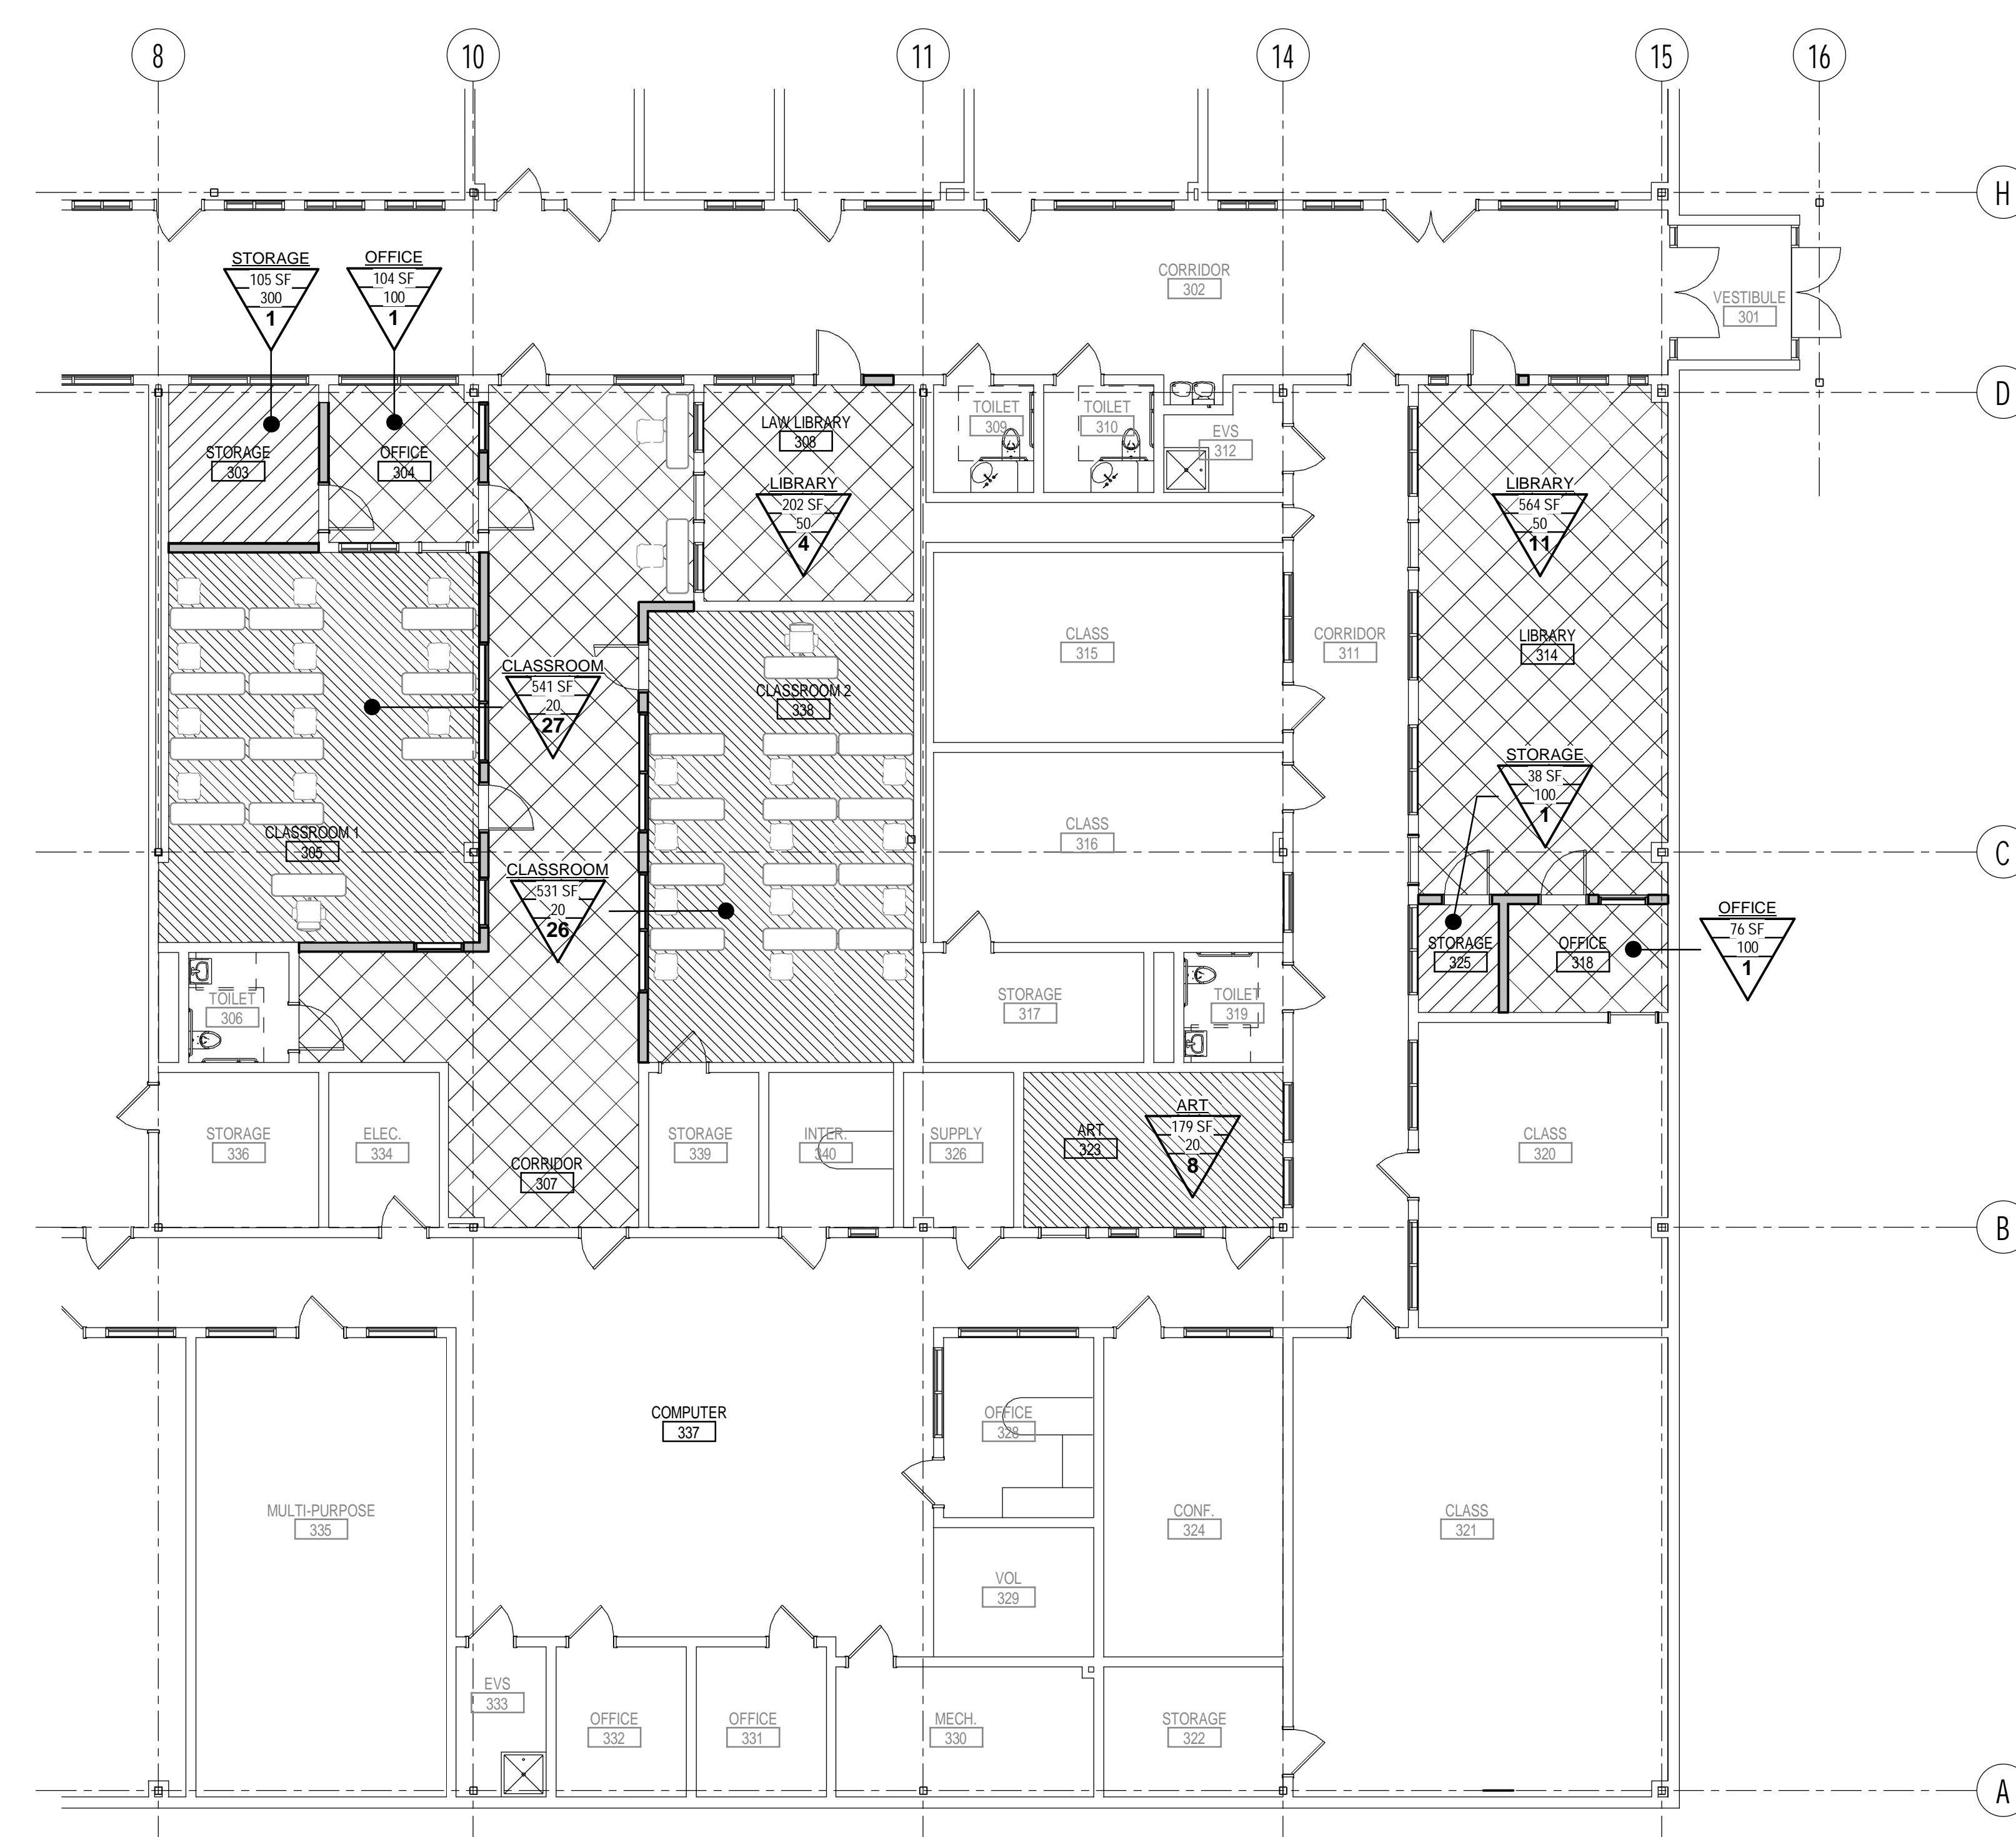 8
10
11
14
15
16
H
STORAGE
105 SF
300
1
OFFICE
104 SF
100
1
CORRIDOR
302
VESTIBULE
301
D
STORAGE
303
OFFICE
304
LAW LIBRARY
308
LIBRARY
202 SF
50
4
TOILET
309
TOILET
310
EVS
312
LIBRARY
564 SF
50
11
CLASS
315
CORRIDOR
311
LIBRARY
314
CLASSROOM
541 SF
20
27
CLASSROOM 2
338
STORAGE
38 SF
100
1
CLASSROOM 1
305
CLASS
316
C
CLASSROOM
531 SF
20
26
STORAGE
325
OFFICE
318
OFFICE
76 SF
100
1
TOILET
306
STORAGE
317
TOILET
319
STORAGE
336
ELEC.
334
CORRIDOR
307
STORAGE
339
INTER.
340
SUPPLY
326
ART
323
ART
179 SF
20
8
CLASS
320
B
COMPUTER
337
OFFICE
328
MULTI-PURPOSE
335
CONF.
324
CLASS
321
VOL
329
EVS
333
OFFICE
332
OFFICE
331
MECH.
330
STORAGE
322
A